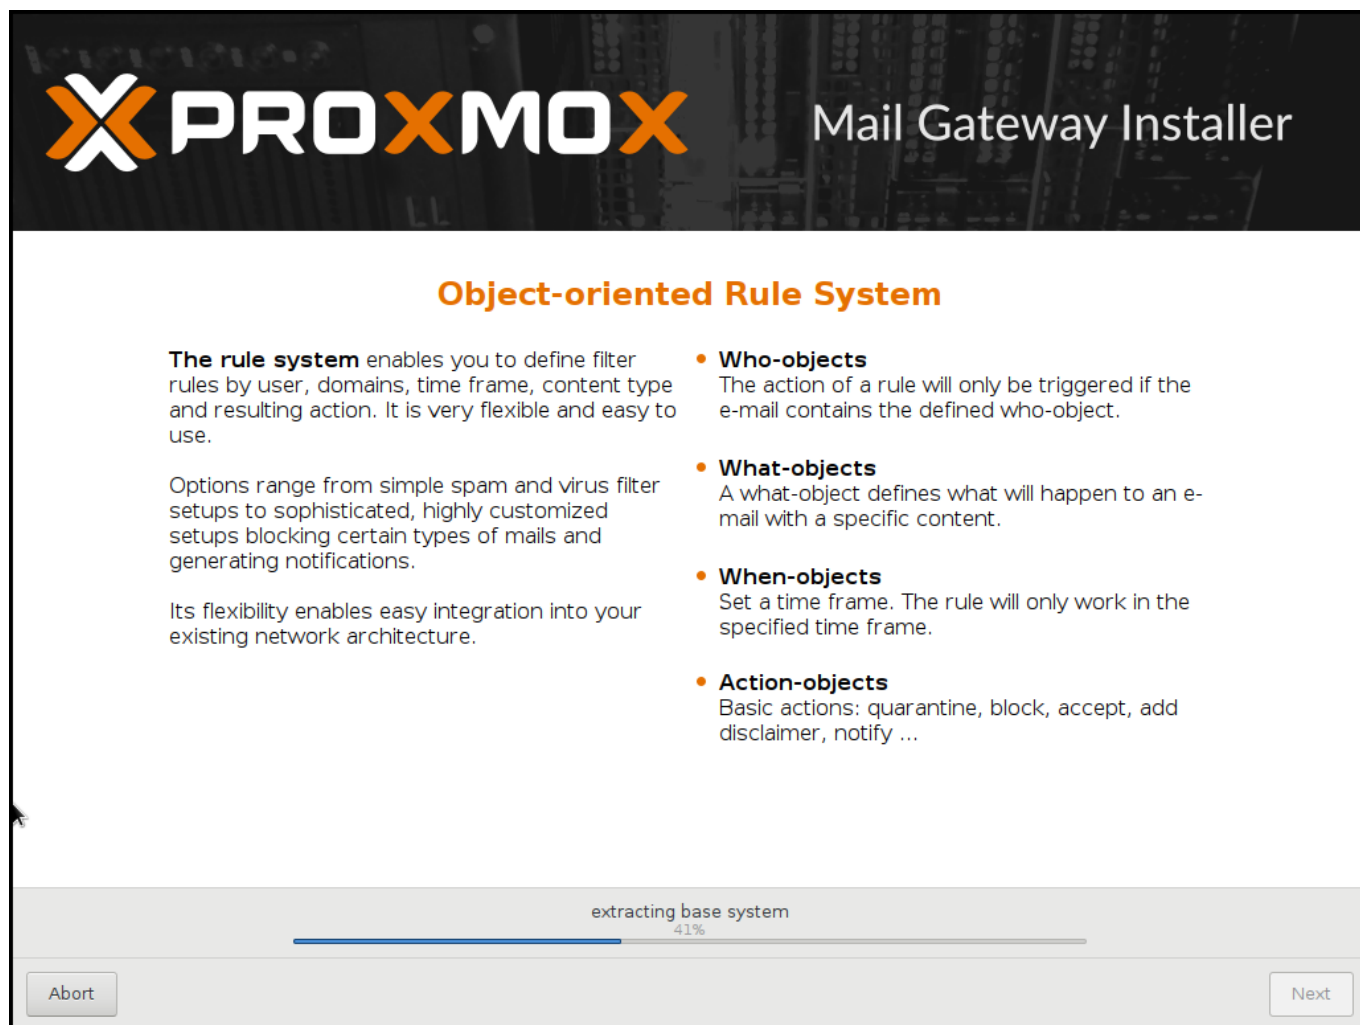 PROXMOX
Mail Gateway Installer
Object-oriented Rule System
The rule system enables you to define filter
rules by user, domains, time frame, content type
and resulting action. It is very flexible and easy to
use.
Options range from simple spam and virus filter
setups to sophisticated, highly customized
setups blocking certain types of mails and
generating notifications.
Its flexibility enables easy integration into your
existing network architecture.
Who-objects
The action of a rule will only be triggered if the
e-mail contains the defined who-object.
What-objects
A what-object defines what will happen to an e-
mail with a specific content.
When-objects
Set a time frame. The rule will only work in the
specified time frame.
Action-objects
Basic actions: quarantine, block, accept, add
disclaimer, notify ...
extracting base system
41%
Abort
Next